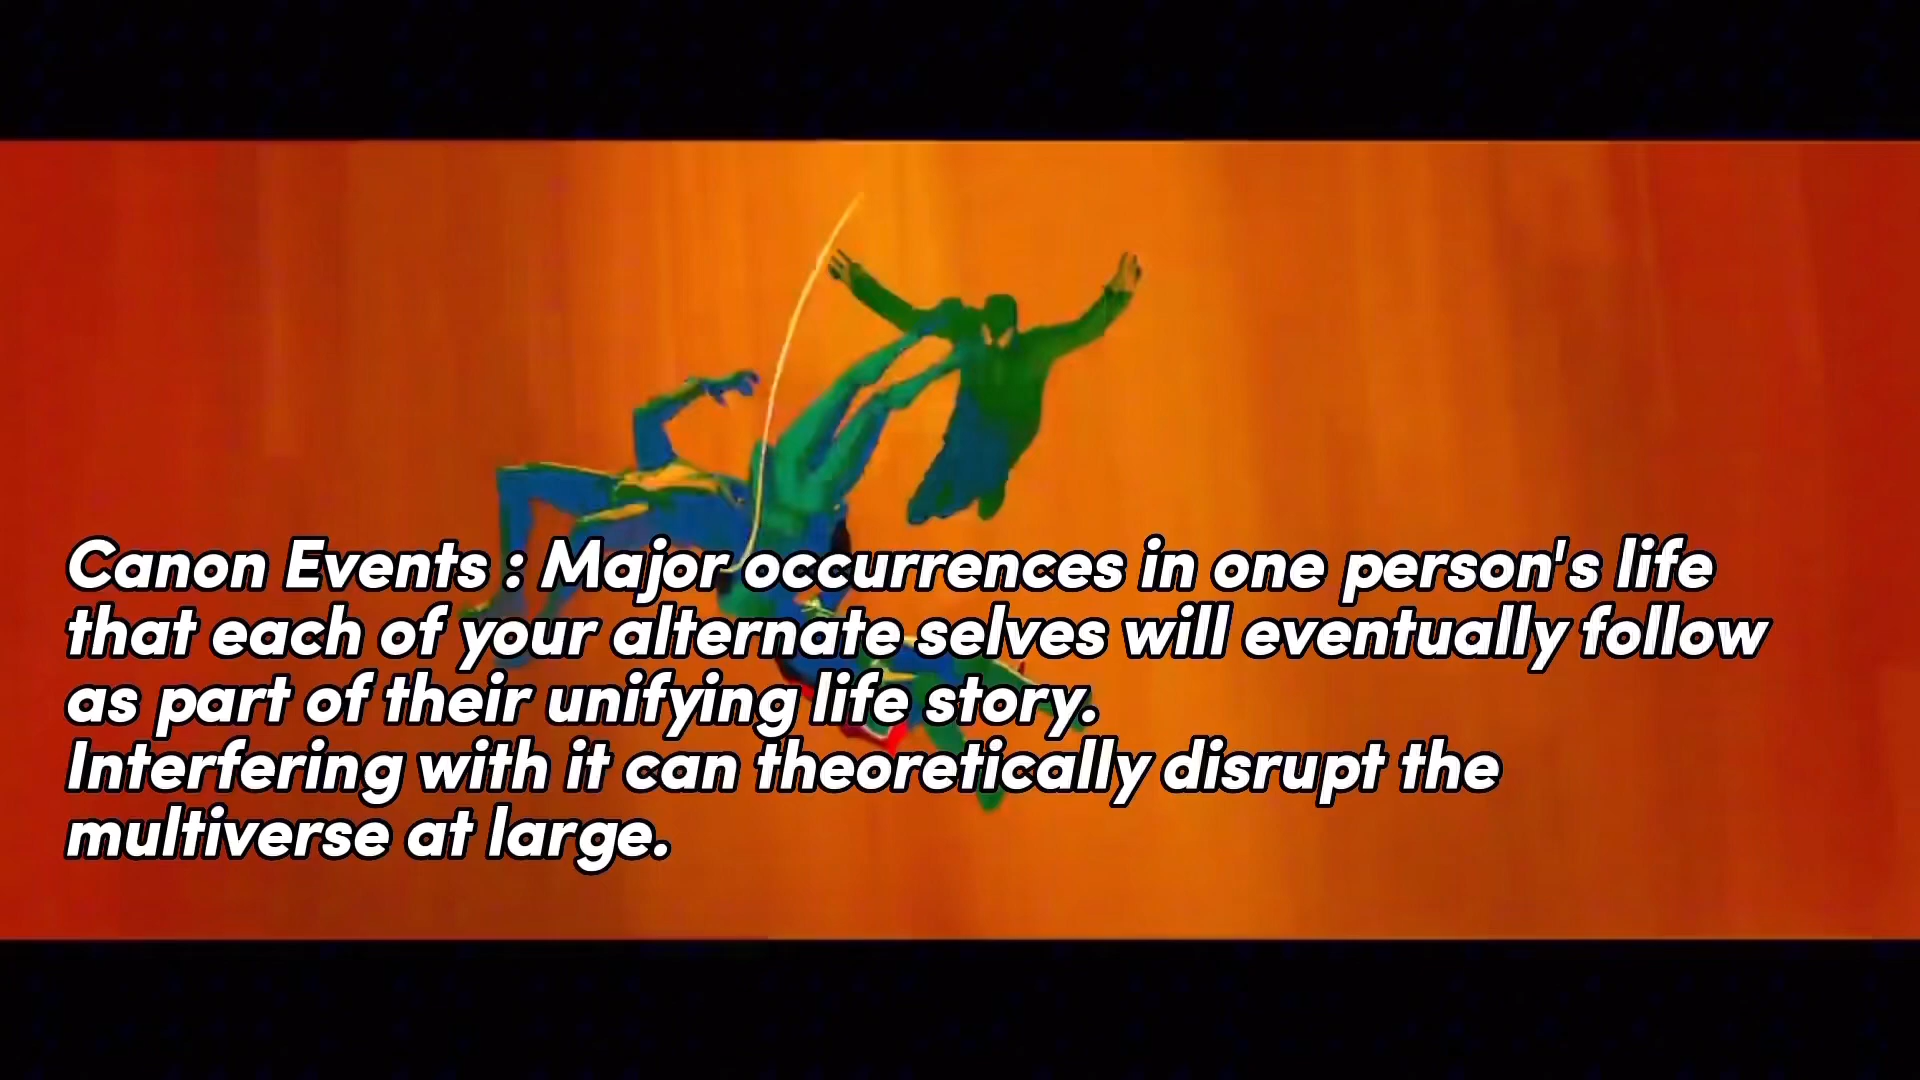 Canon Events : Major occurrences in one person's life
that each of your alternate selves will eventually follow
as part of their unifying life story.
Interfering with it can theoretically disrupt the
multiverse at large.